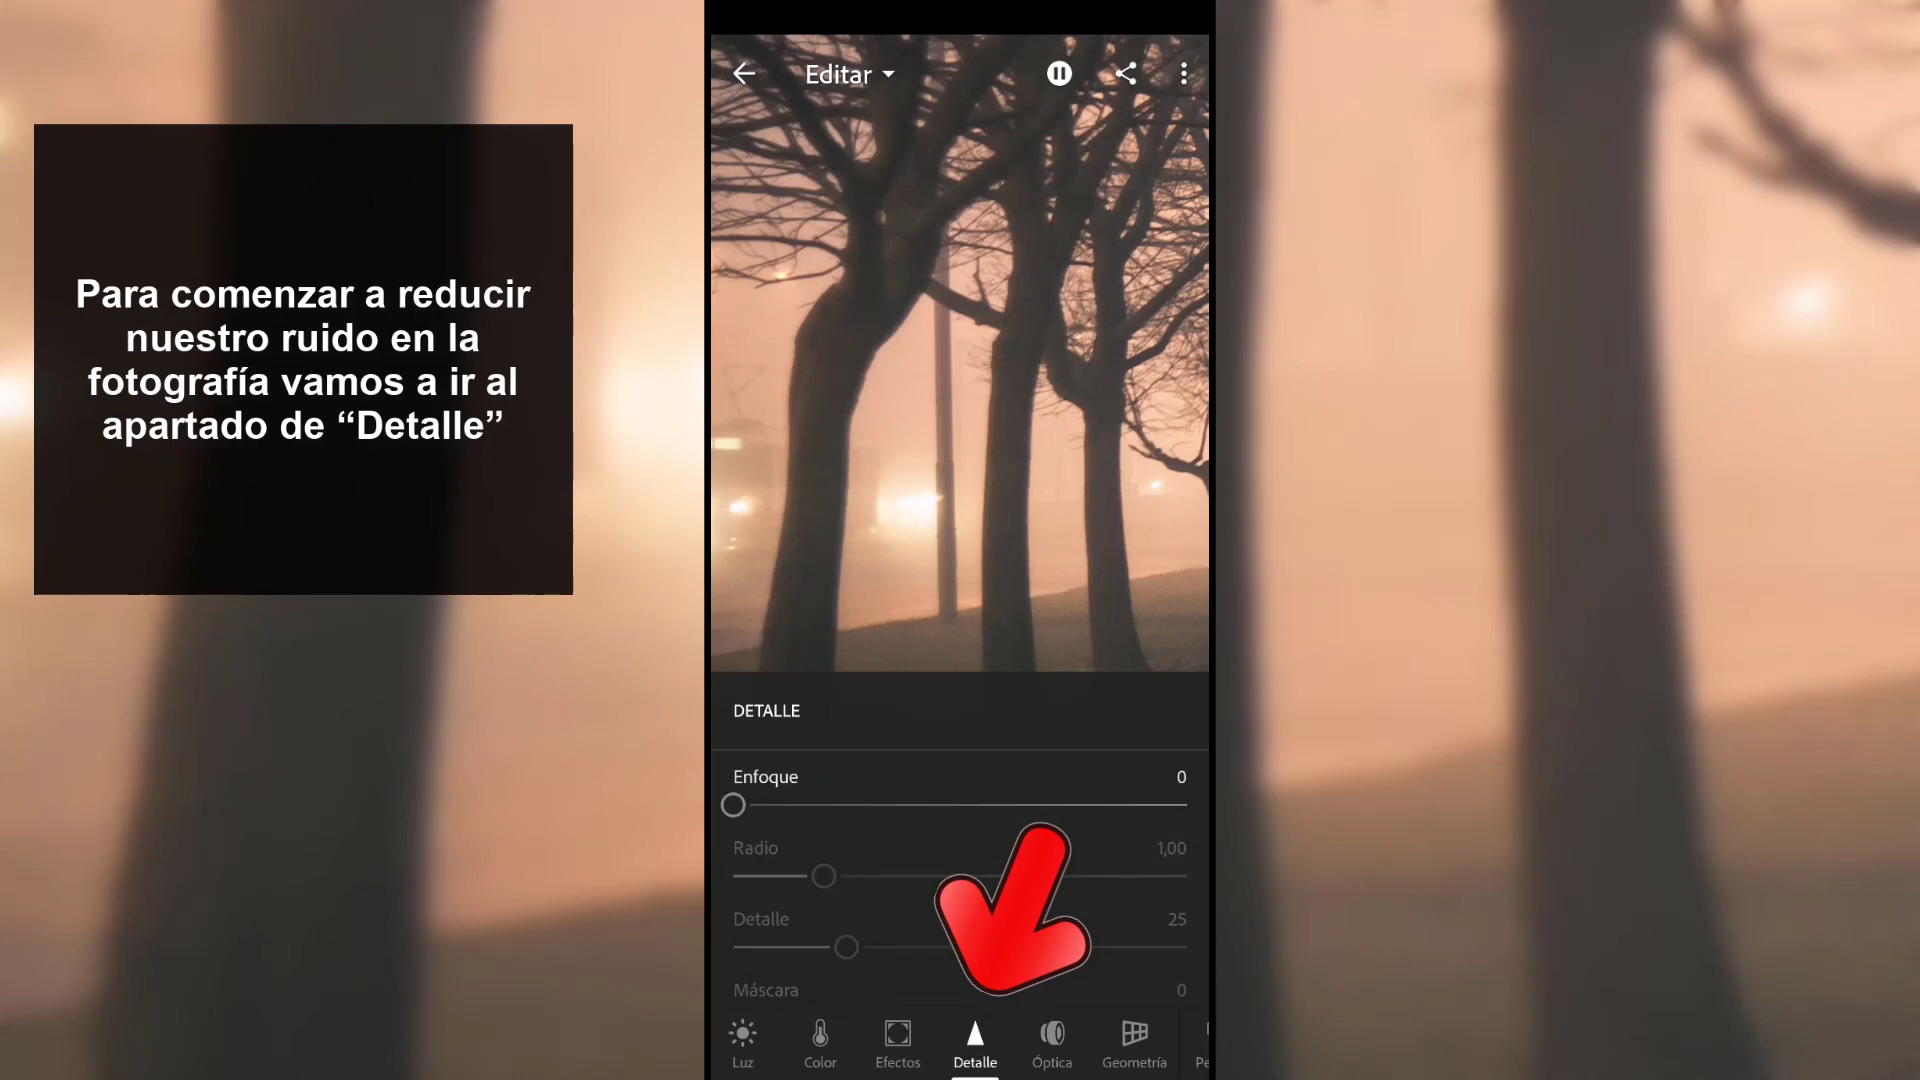 Para comenzar a reducir
nuestro ruido en la
fotografía vamos a ir al
apartado de “Detalle”
Editar
DETALLE
Enfoque 0
Radio 1,00
Detalle 25
Máscara 0
Luz Color Efectos Detalle Óptica Geometría